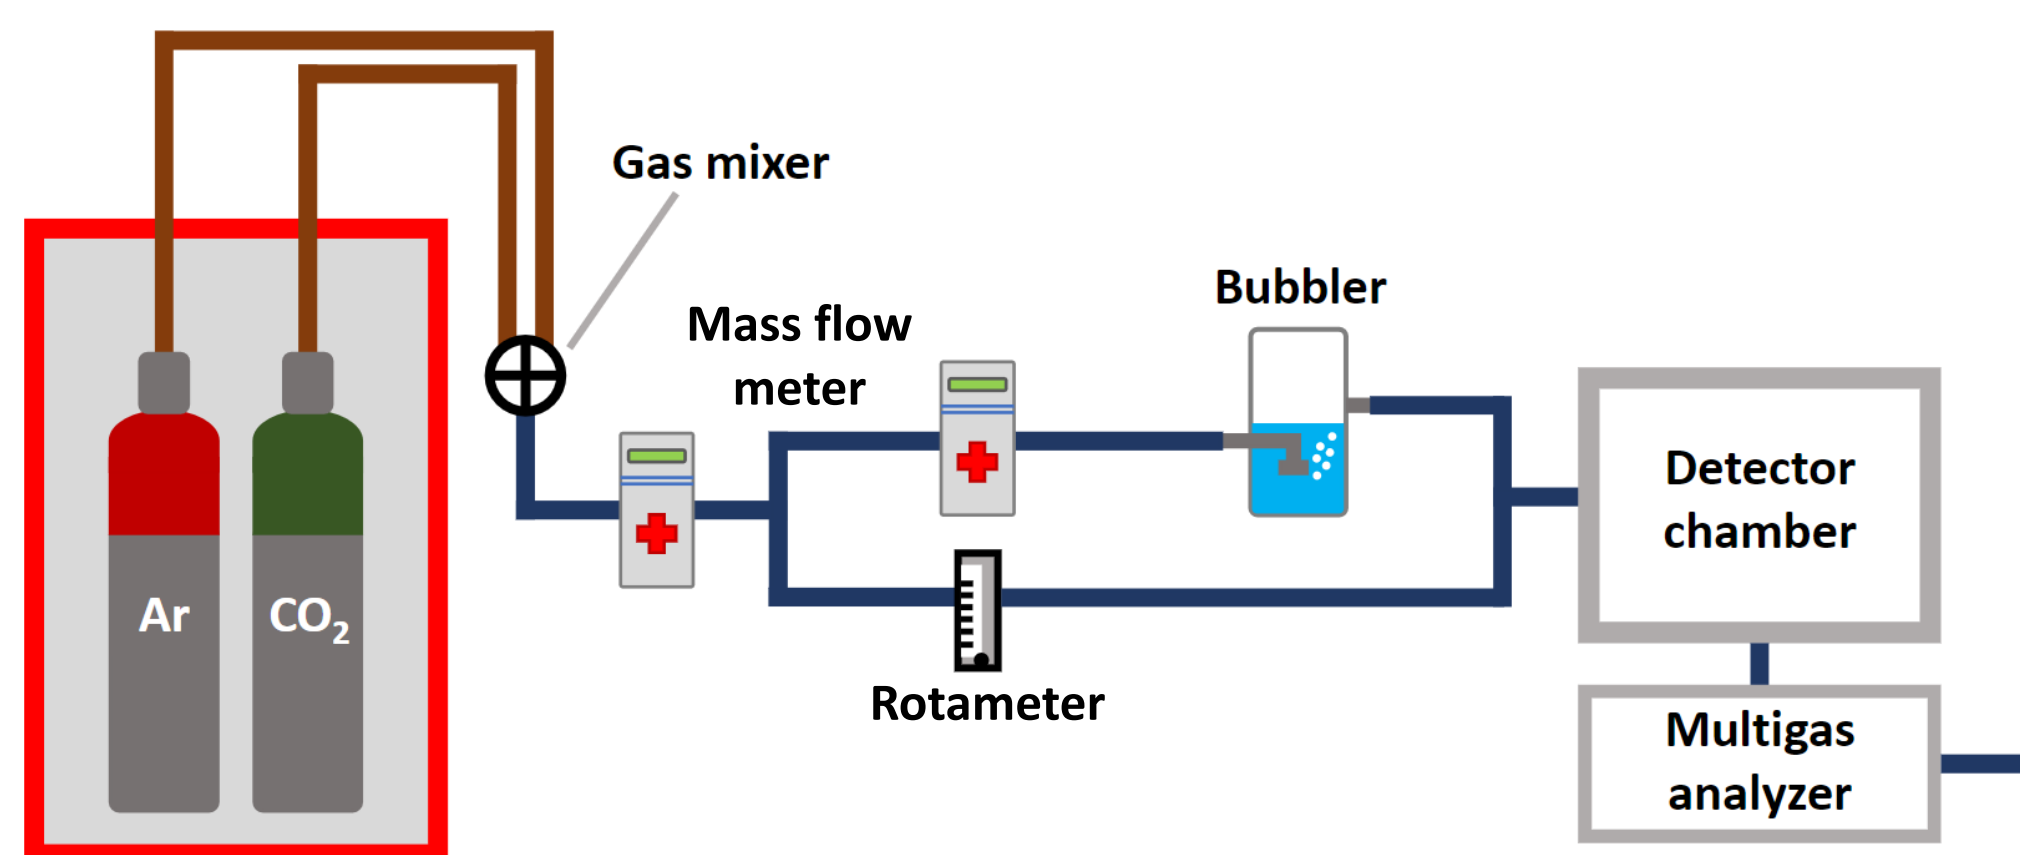 Gas mixer
Mass flow
meter
Bubbler
Detector
chamber
Ar
CO₂
Rotameter
Multigas
analyzer